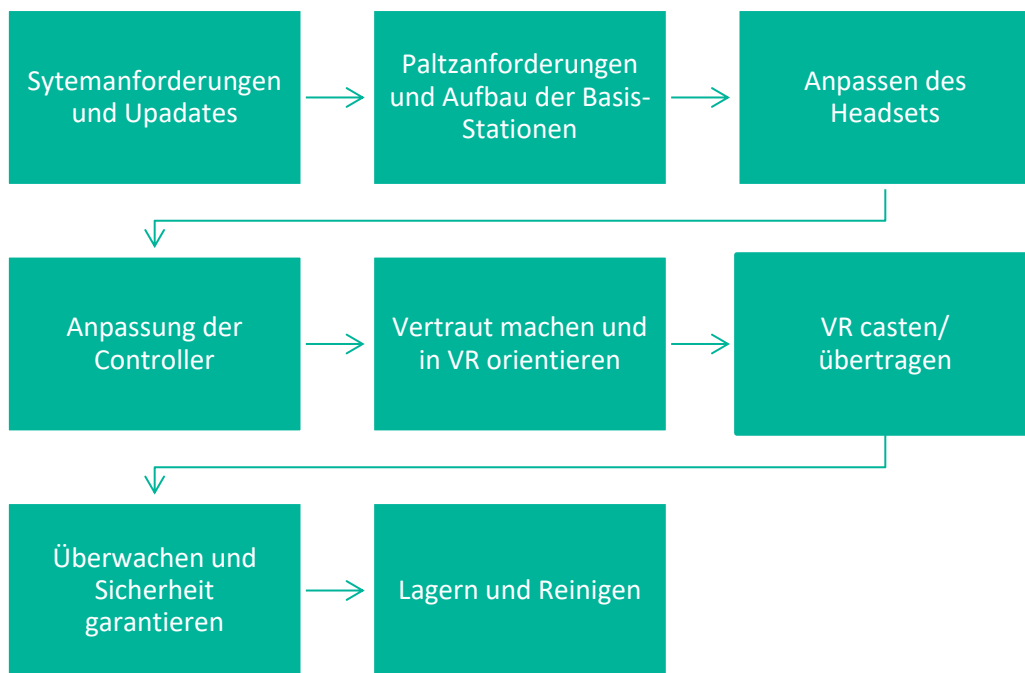 Sytemanforderungen
und Upadates
Paltzanforderungen
und Aufbau der Basis-
Stationen
Anpassen des
Headsets
Anpassung der
Controller
Vertraut machen und
in VR orientieren
VR casten/
übertragen
Überwachen und
Sicherheit
garantieren
Lagern und Reinigen